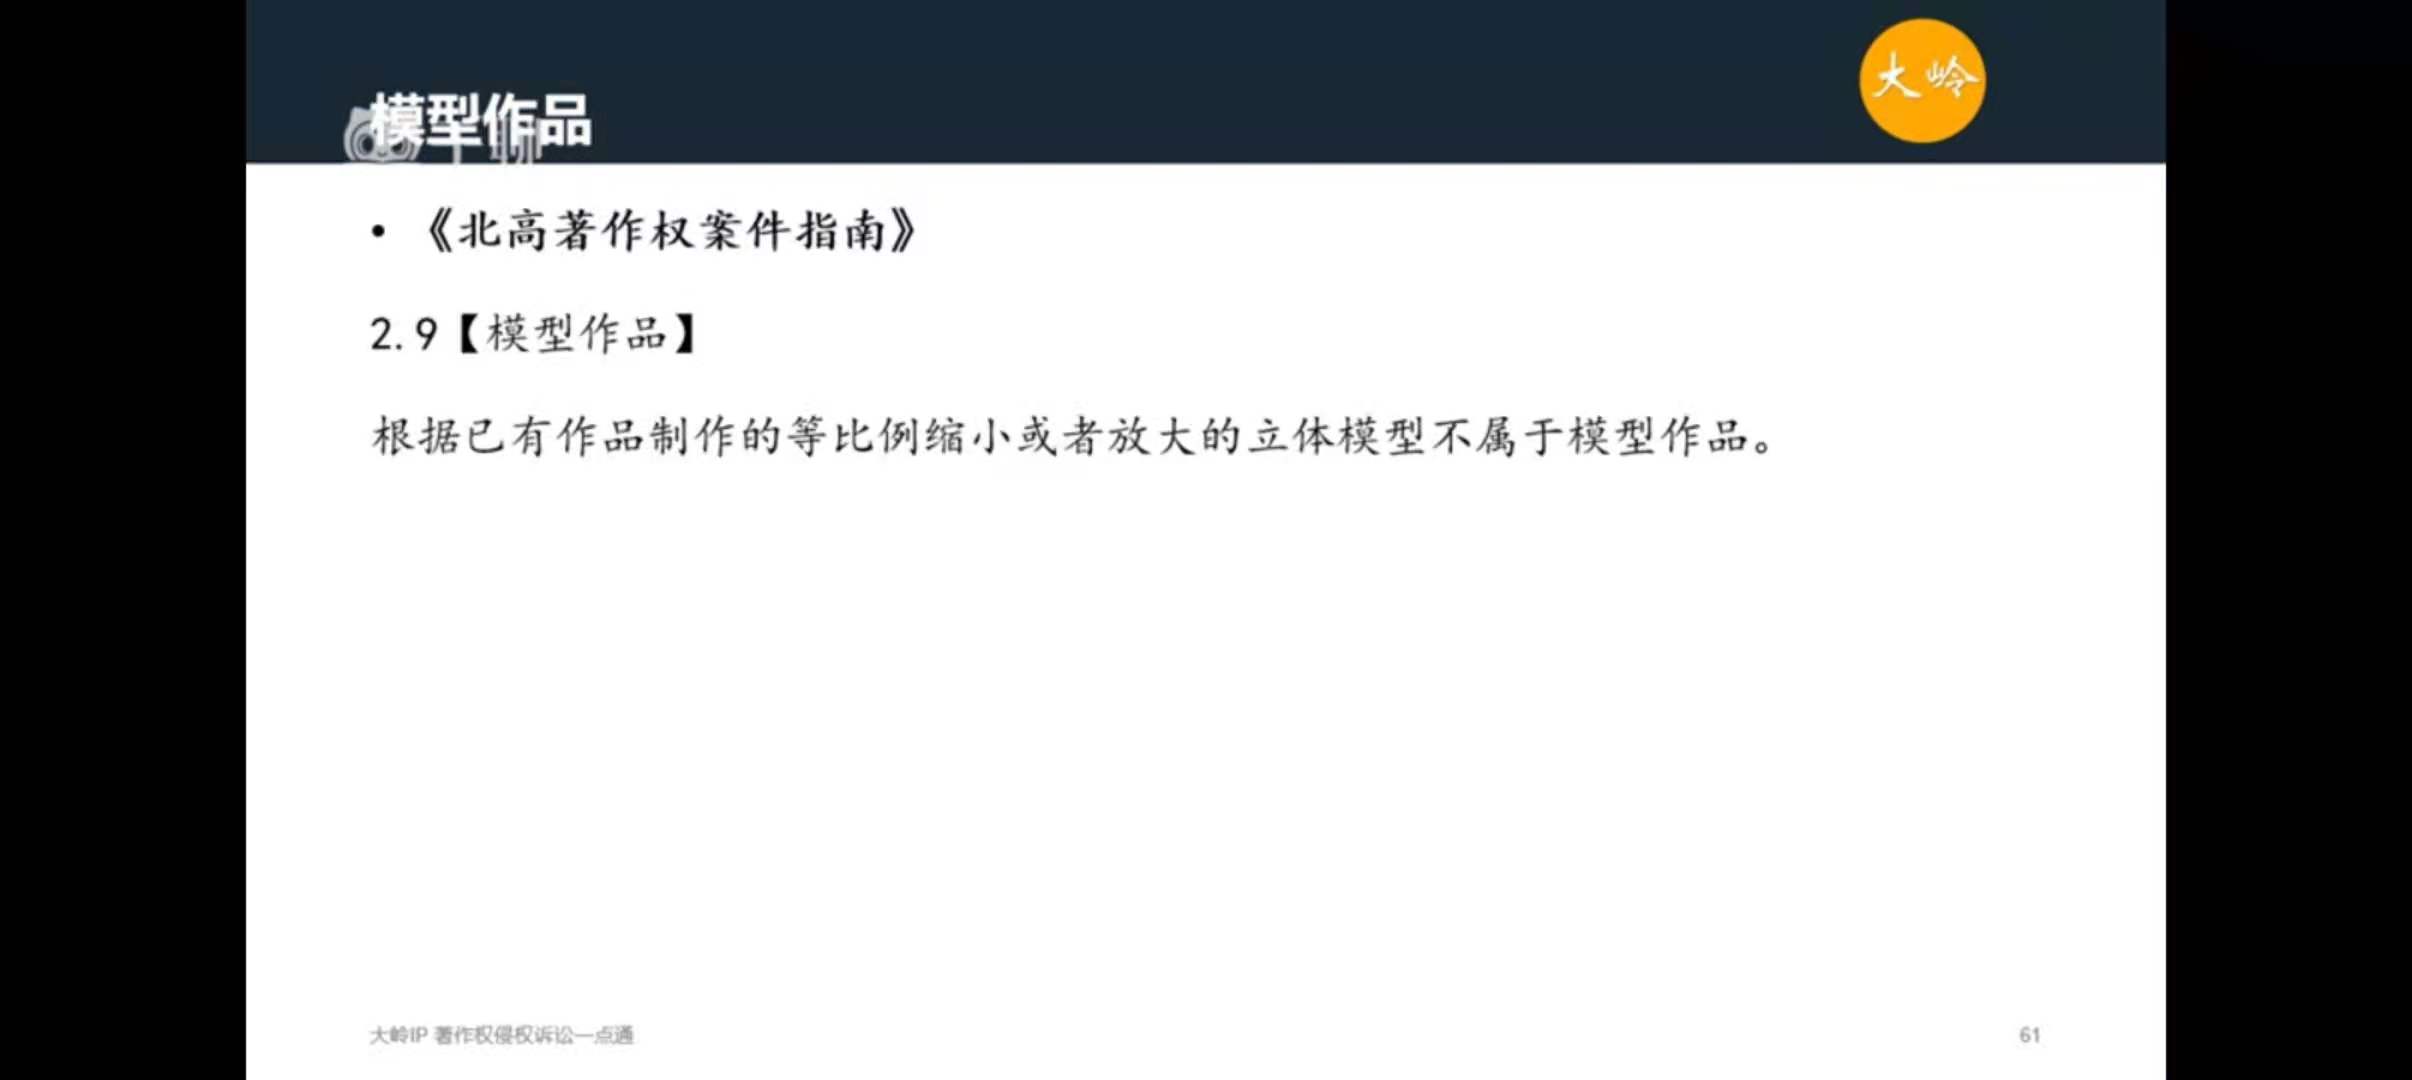 大岭
模型作品
千聊
• 《北高著作权案件指南》
2.9【模型作品】
根据已有作品制作的等比例缩小或者放大的立体模型不属于模型作品。
大岭IP 著作权侵权诉讼一点通
61